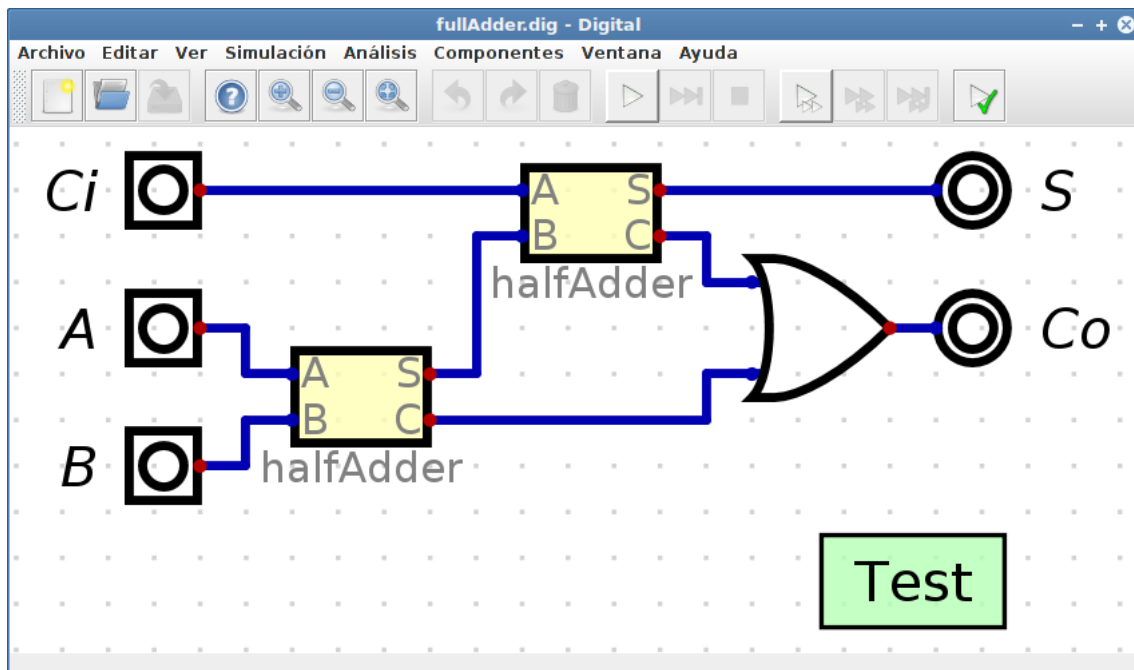 fullAdder.dig - Digital
Archivo Editar Ver Simulación Análisis Componentes Ventana Ayuda
Ci
A S
S
B C
halfAdder
A
Co
A S
B C
halfAdder
B
Test